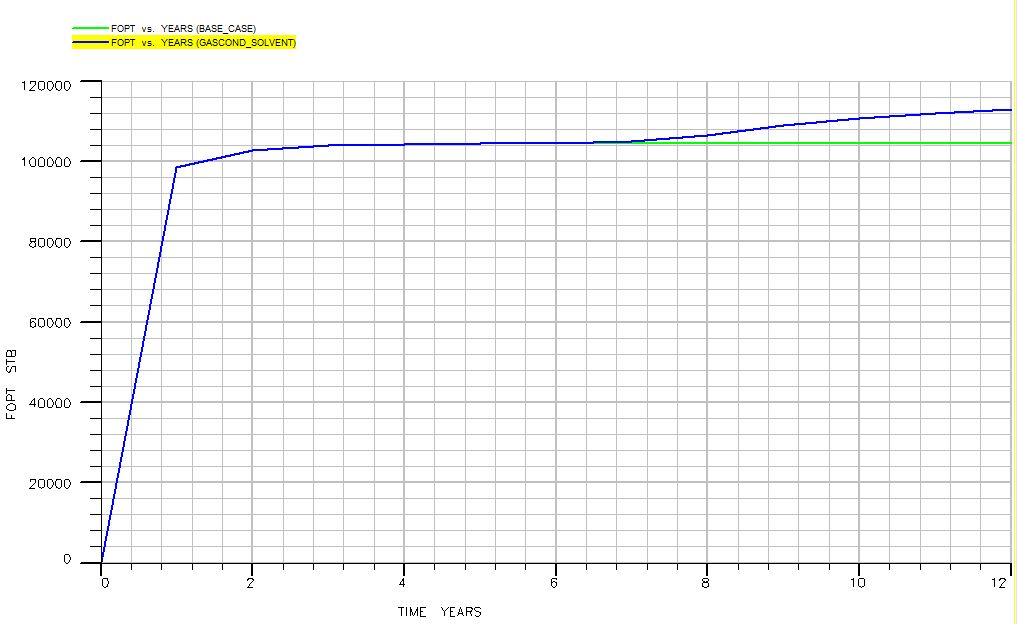 FOPT vs. YEARS (BASE_CASE)
FOPT vs. YEARS (GASCOND_SOLVENT)
120000
100000
80000
60000
40000
20000
0
FOPT STB
0 2 4 6 8 10 12
TIME YEARS